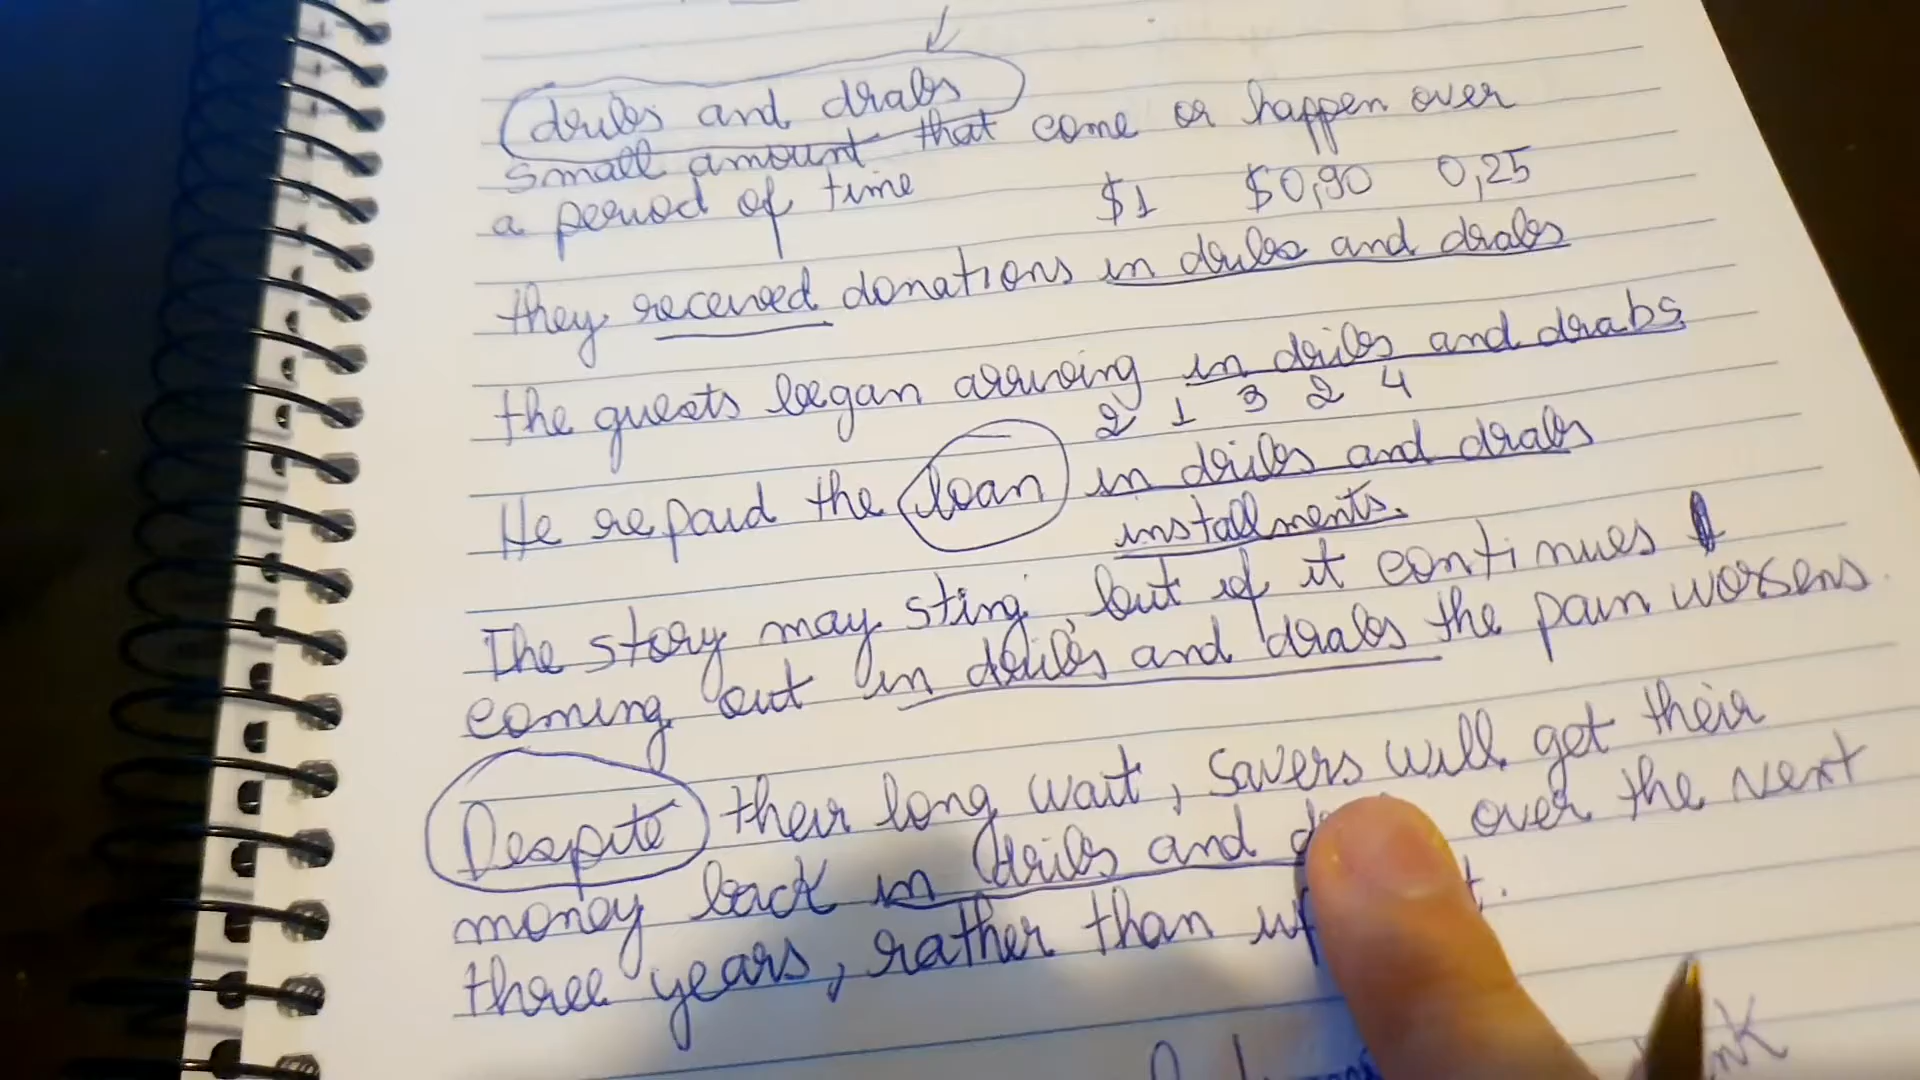 dribs and drabs
small amount that come or happen over
a period of time $1 $0,90 0,25
they received donations in dribs and drabs
the guests began arriving in dribs and drabs
2 1 3 2 4
He repaid the loan in dribs and drabs
installments.
The story may sting, but if it continues
coming out in dribs and drabs the pain worsens.
Despite their long wait, savers will get their
money back in dribs and over the next
three years, rather than